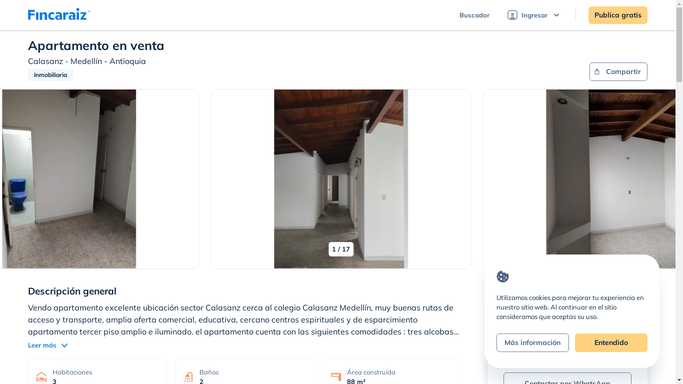 Fincaraiz
Buscador
Ingresar
Publica gratis
Apartamento en venta
Calasanz - Medellín - Antioquia
Inmobiliaria
Compartir
1 / 17
Descripción general
Vendo apartamento excelente ubicación sector Calasanz cerca al colegio Calasanz Medellín, muy buenas rutas de
acceso y transporte, amplia oferta comercial, educativa, cercano centros espirituales y de esparcimiento
apartamento tercer piso amplio e iluminado. el apartamento cuenta con las siguientes comodidades : tres alcobas...
Leer más
Habitaciones
3
Baños
2
Área construida
88 m²
Utilizamos cookies para mejorar tu experiencia en
nuestro sitio web. Al continuar en el sitio
consideramos que aceptas su uso.
Más información
Entendido
Contactar por WhatsApp